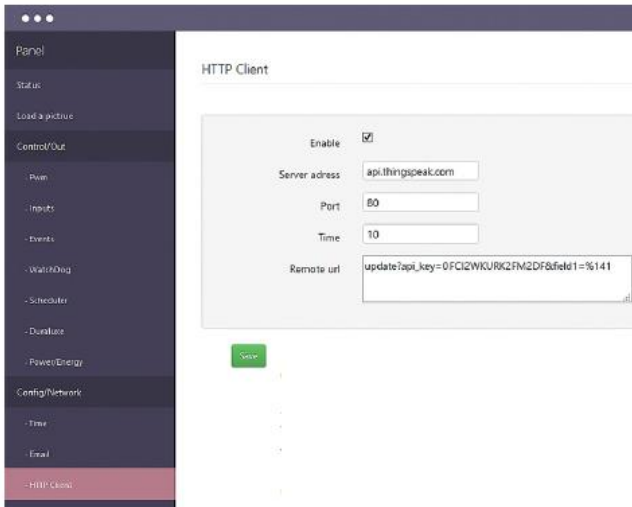 Panel
HTTP Client
Status
Load a pictrue
Control/Out
- Pwm
- Inputs
- Events
- WatchDog
- Scheduler
- Duraluxe
- Power/Energy
Config/Network
- Time
- Email
- HTTP Client
Enable
Server adress api.thingspeak.com
Port 80
Time 10
Remote url update?api_key=0FCI2WKURK2FM2DF&field1=%141
Save